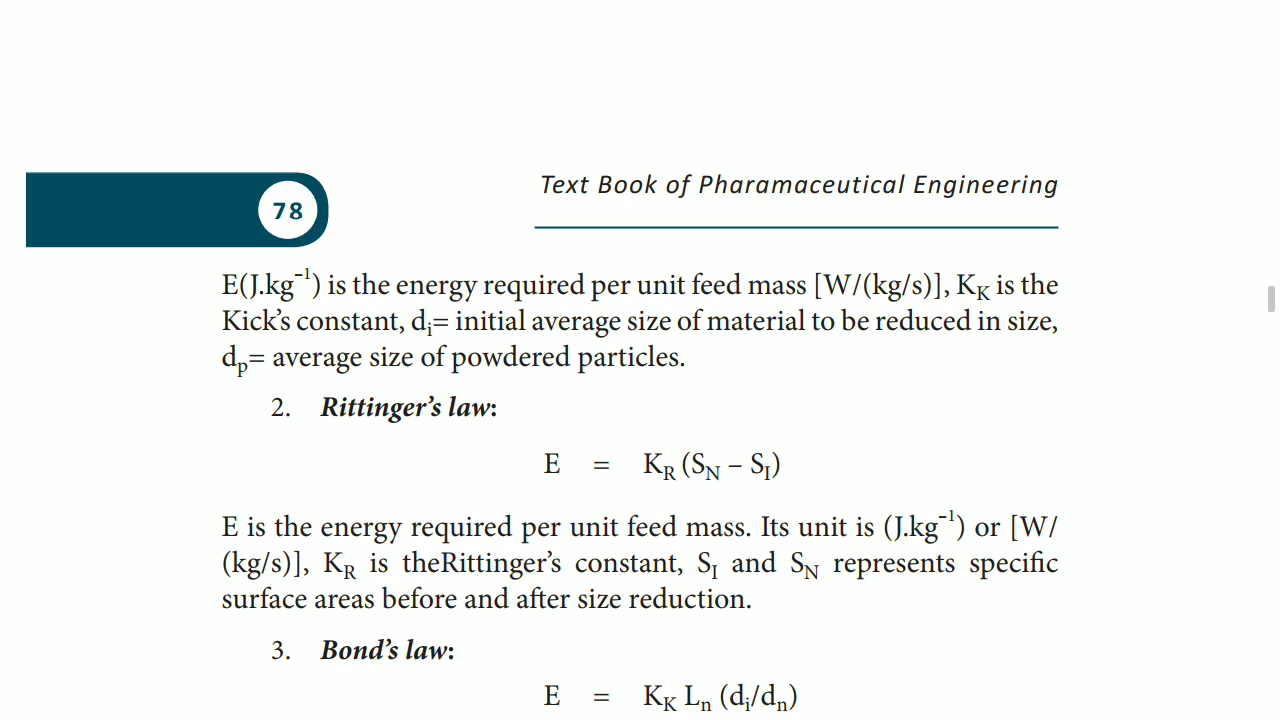 78
Text Book of Pharamaceutical Engineering
E(J.kg⁻¹) is the energy required per unit feed mass [W/(kg/s)], K_K is the
Kick's constant, d_i= initial average size of material to be reduced in size,
d_p= average size of powdered particles.
2. Rittinger's law:
E = K_R (S_N – S_I)
E is the energy required per unit feed mass. Its unit is (J.kg⁻¹) or [W/
(kg/s)], K_R is theRittinger's constant, S_I and S_N represents specific
surface areas before and after size reduction.
3. Bond's law:
E = K_K L_n (d_i/d_n)